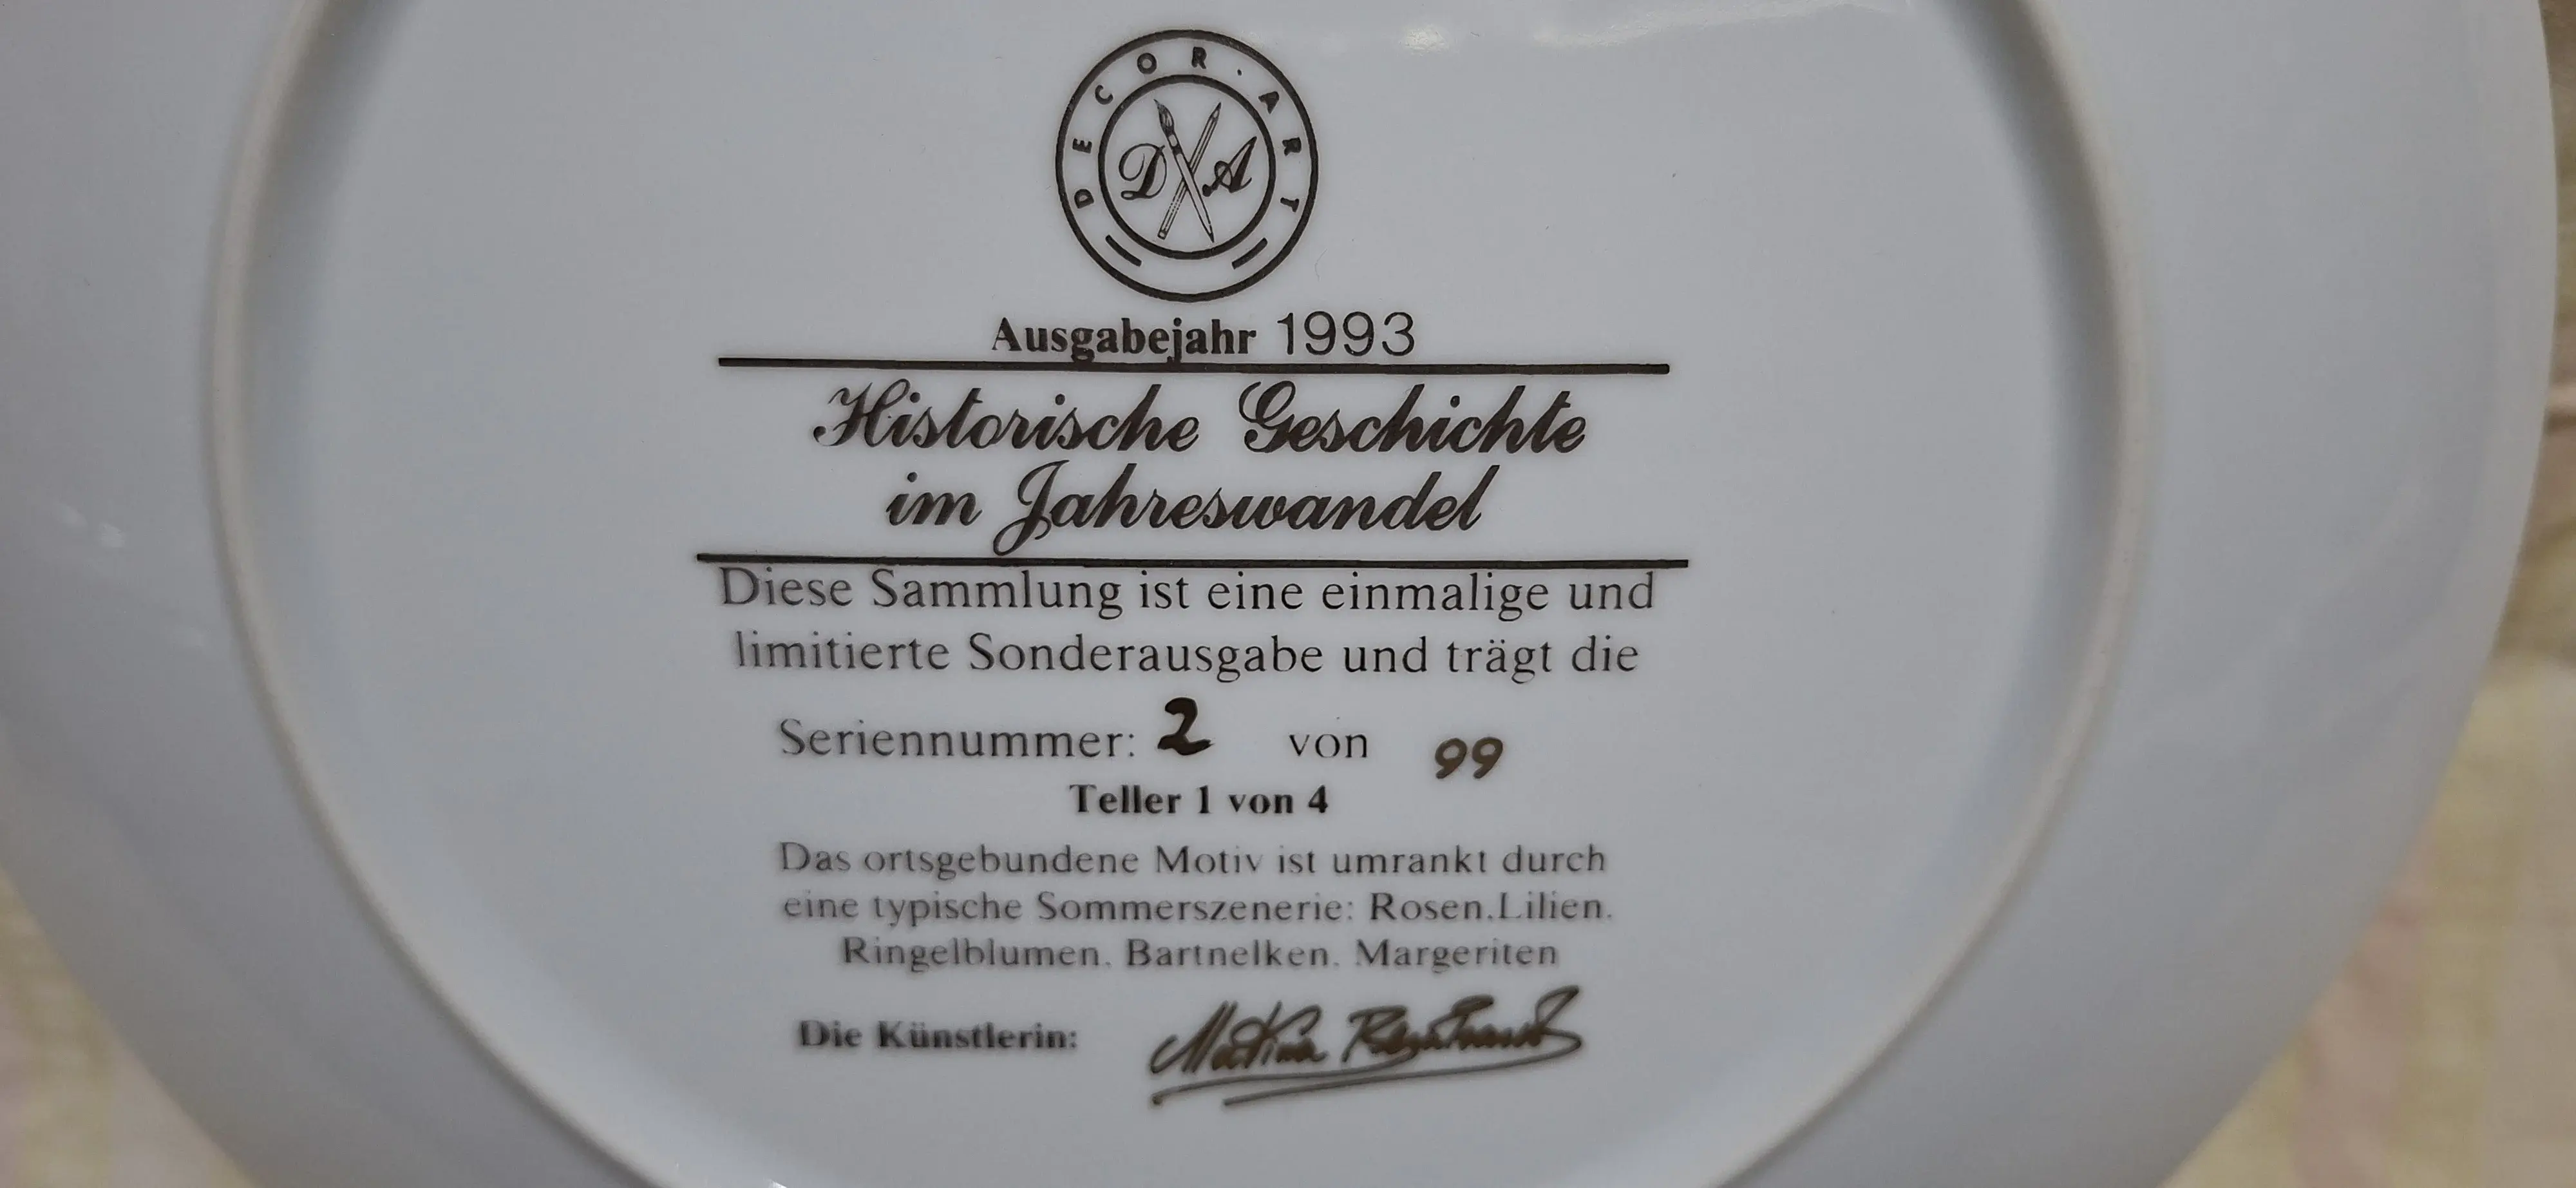 DECOR·ART
DA
Ausgabejahr 1993
Historische Geschichte
im Jahreswandel
Diese Sammlung ist eine einmalige und
limitierte Sonderausgabe und trägt die
Seriennummer: 2 von 99
Teller 1 von 4
Das ortsgebundene Motiv ist umrankt durch
eine typische Sommerszenerie: Rosen.Lilien.
Ringelblumen. Bartnelken. Margeriten
Die Künstlerin: Martina